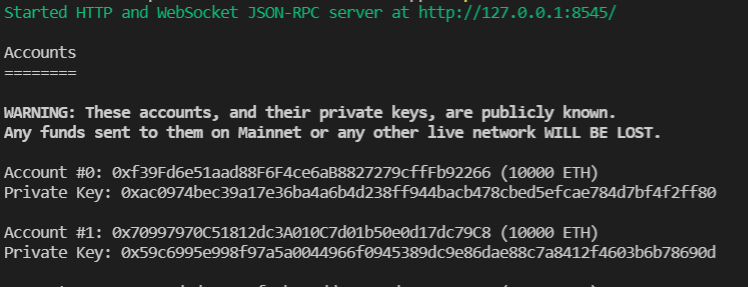 Started HTTP and WebSocket JSON-RPC server at http://127.0.0.1:8545/
Accounts
========
WARNING: These accounts, and their private keys, are publicly known.
Any funds sent to them on Mainnet or any other live network WILL BE LOST.
Account #0: 0xf39Fd6e51aad88F6F4ce6aB8827279cffFb92266 (10000 ETH)
Private Key: 0xac0974bec39a17e36ba4a6b4d238ff944bacb478cbed5efcae784d7bf4f2ff80
Account #1: 0x70997970C51812dc3A010C7d01b50e0d17dc79C8 (10000 ETH)
Private Key: 0x59c6995e998f97a5a0044966f0945389dc9e86dae88c7a8412f4603b6b78690d